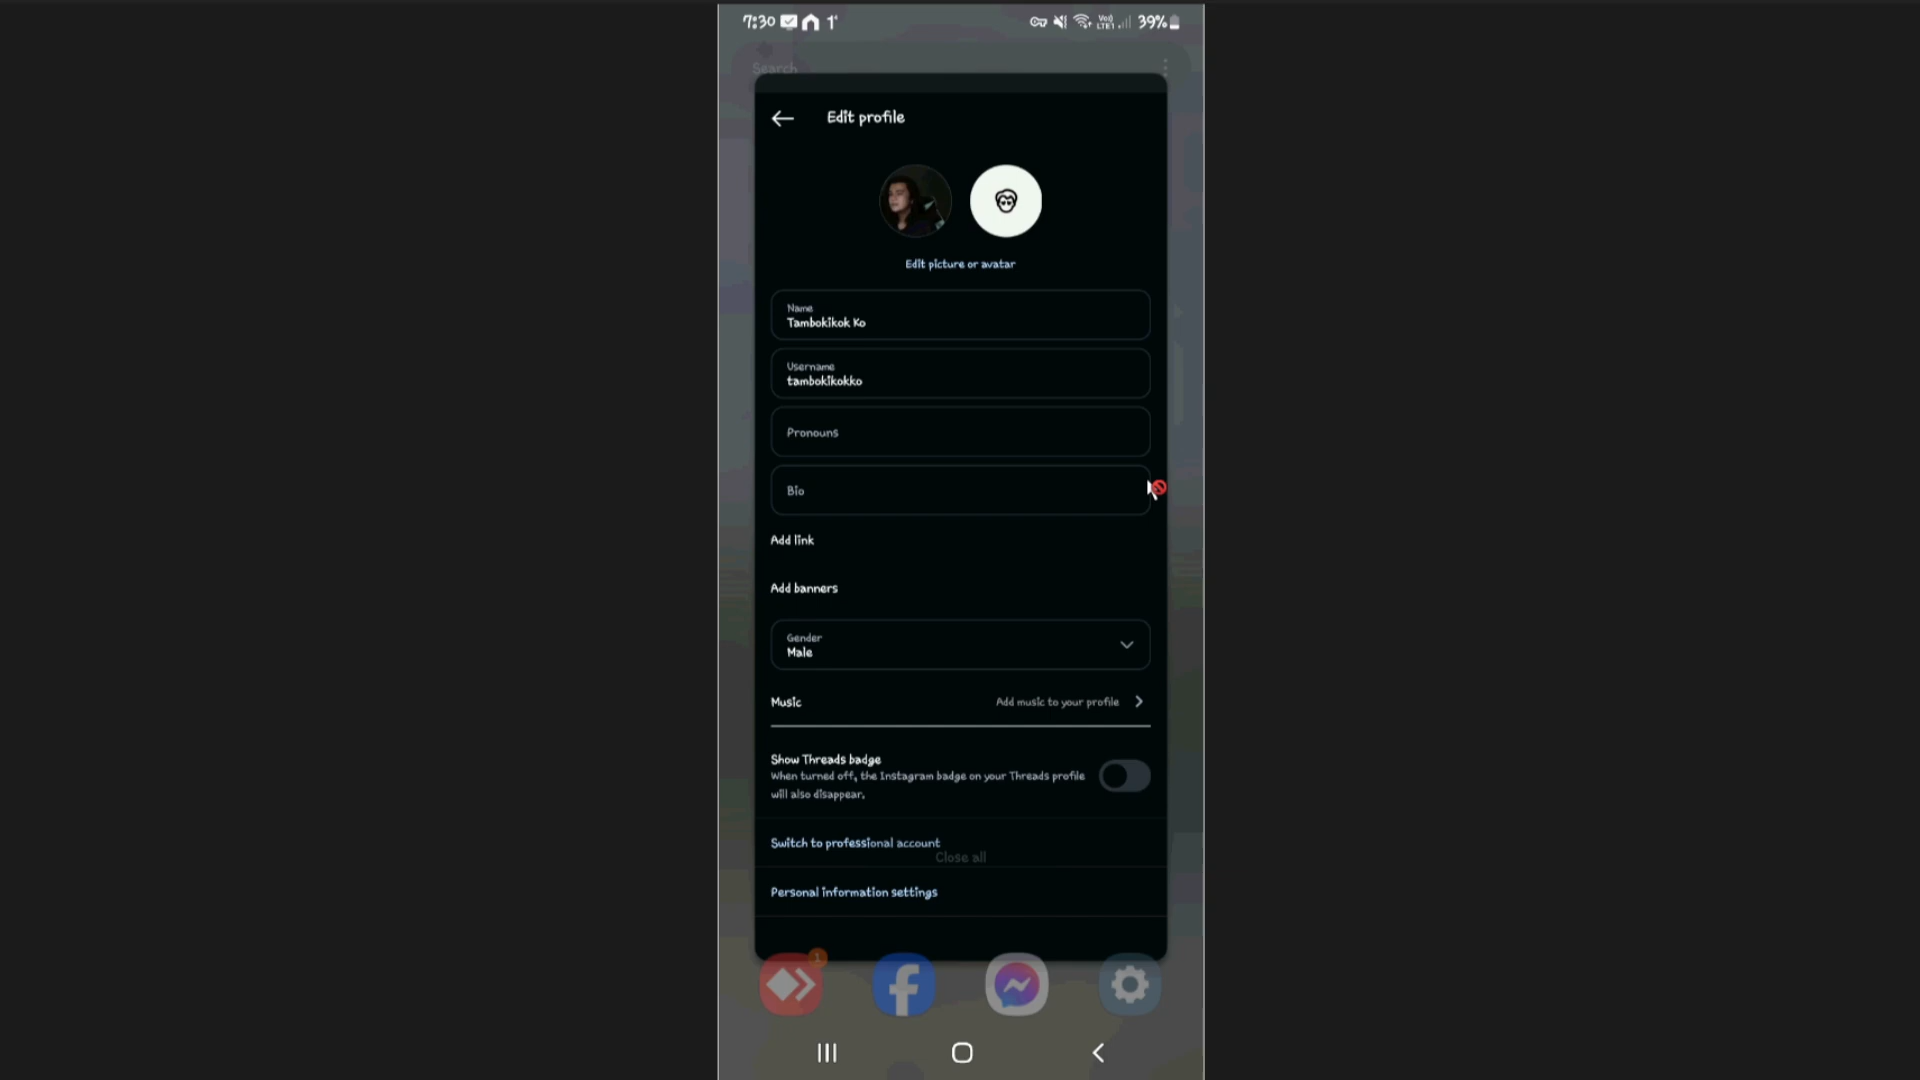 7:30 39%
Search
Edit profile
Edit picture or avatar
Name
Tambokikok Ko
Username
tambokikokko
Pronouns
Bio
Add link
Add banners
Gender
Male
Music Add music to your profile
Show Threads badge
When turned off, the Instagram badge on your Threads profile
will also disappear.
Switch to professional account
Close all
Personal information settings
1